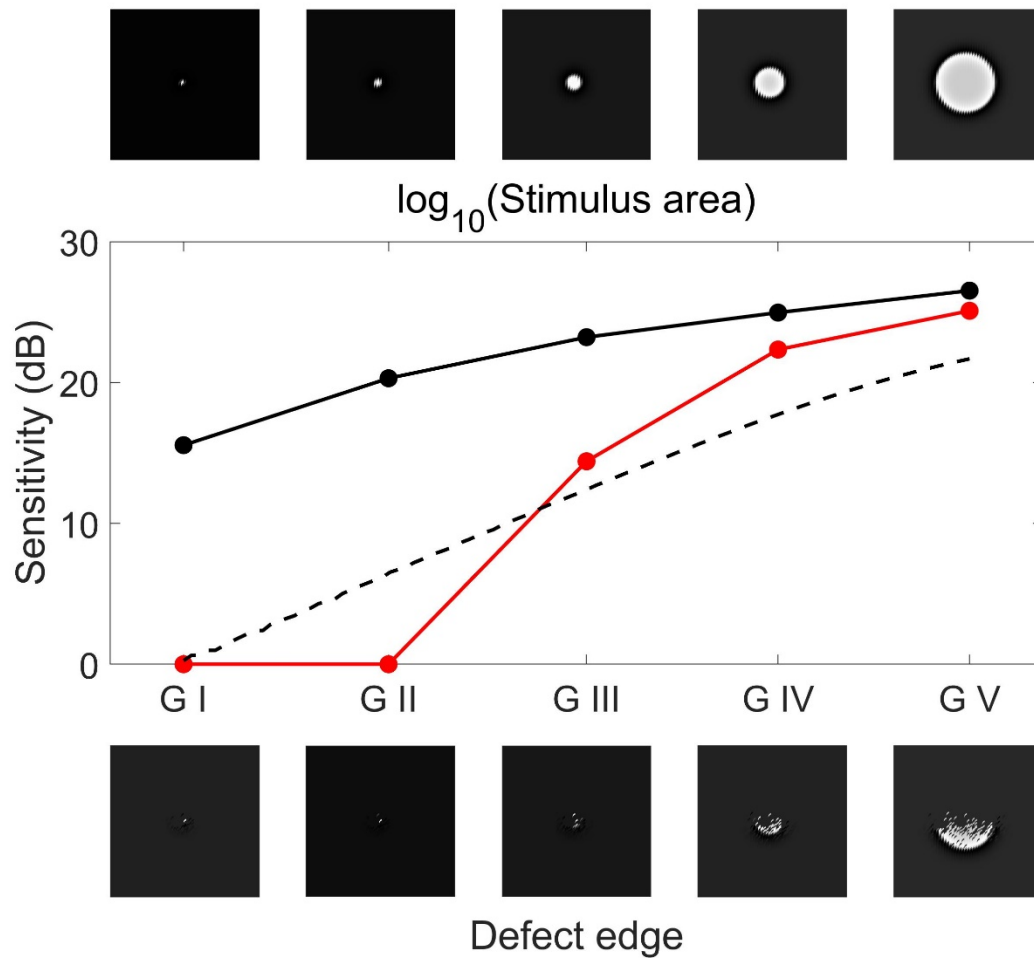 log10(Stimulus area)
30
20
10
0
Sensitivity (dB)
G I
G II
G III
G IV
G V
Defect edge